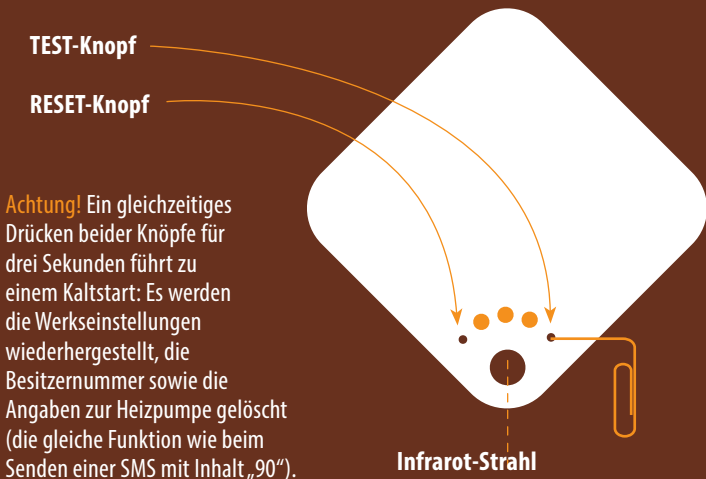 TEST-Knopf
RESET-Knopf
Achtung! Ein gleichzeitiges
Drücken beider Knöpfe für
drei Sekunden führt zu
einem Kaltstart: Es werden
die Werkseinstellungen
wiederhergestellt, die
Besitzernummer sowie die
Angaben zur Heizpumpe gelöscht
(die gleiche Funktion wie beim
Senden einer SMS mit Inhalt „90“).
Infrarot-Strahl